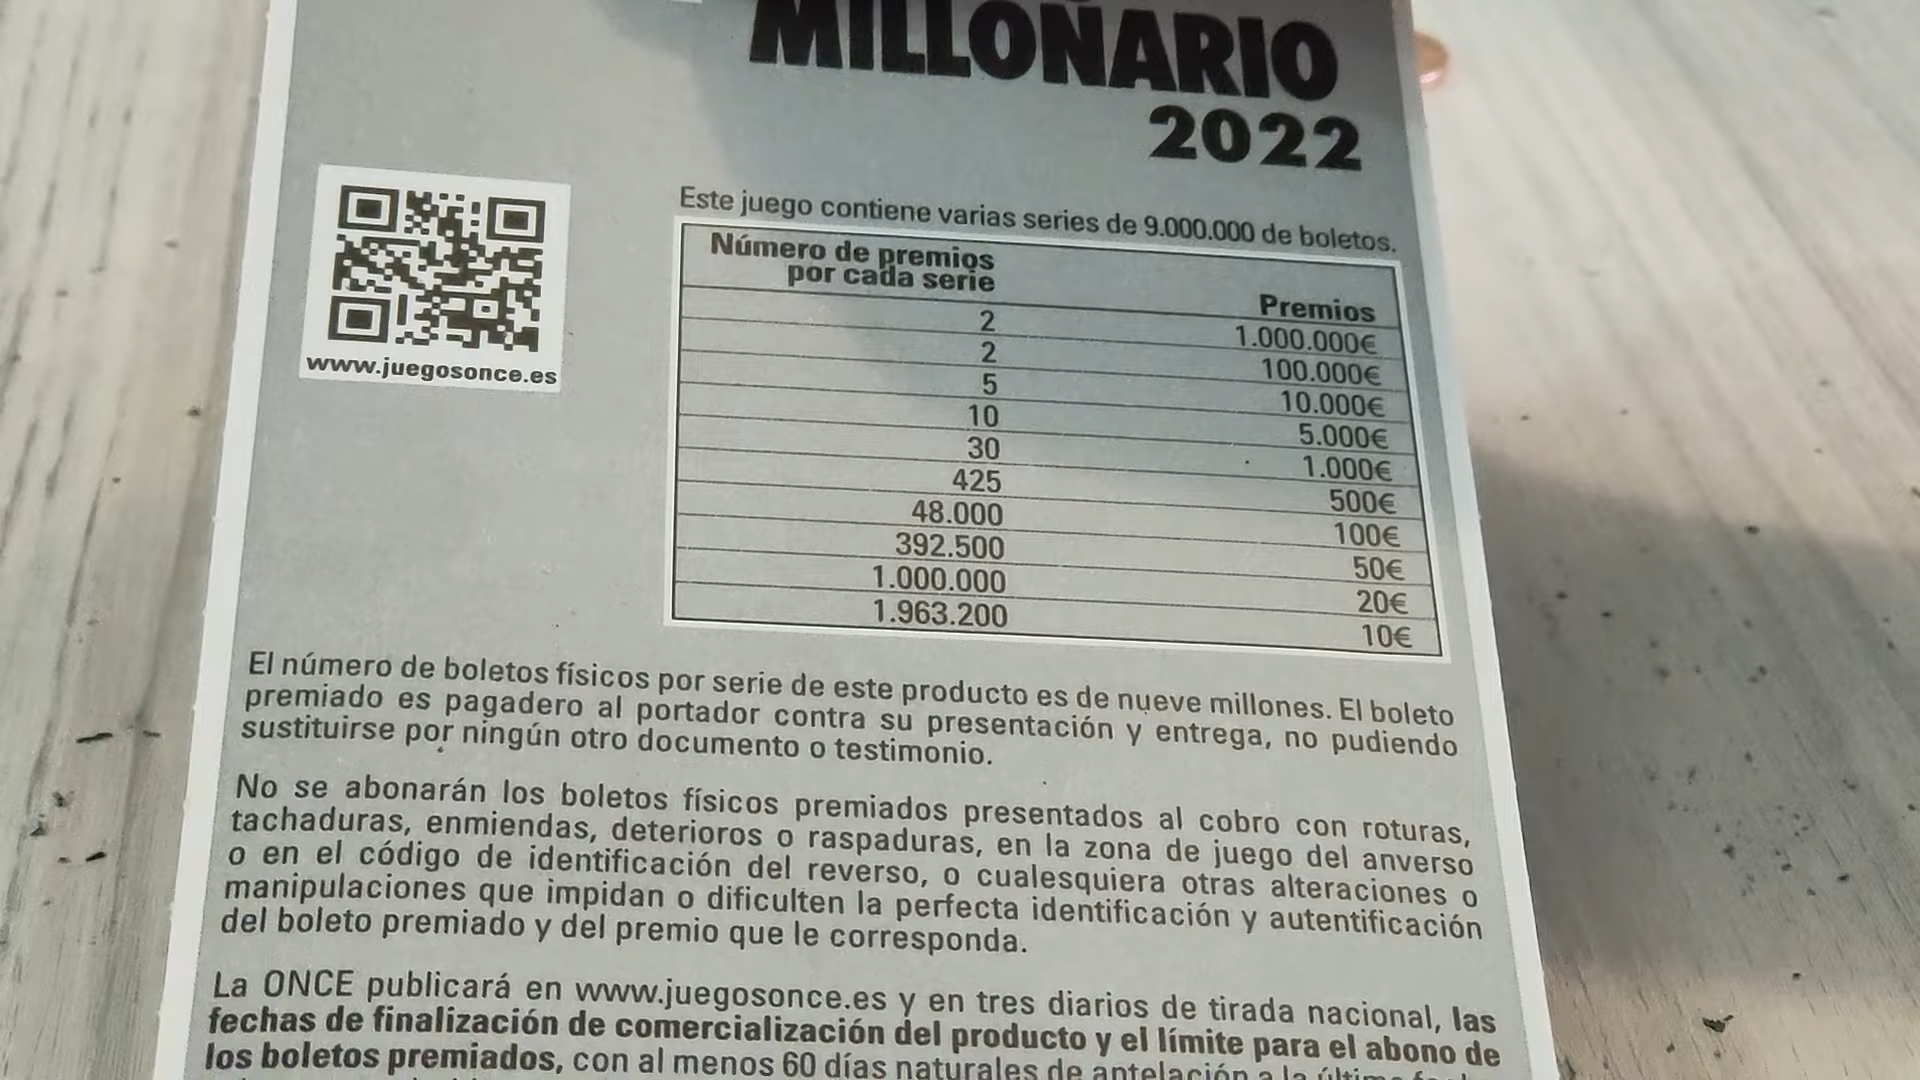 MILLOÑARIO
2022
www.juegosonce.es
Este juego contiene varias series de 9.000.000 de boletos.
Número de premios
por cada serie
Premios
2 1.000.000€
2 100.000€
5 10.000€
10 5.000€
30 1.000€
425 500€
48.000 100€
392.500 50€
1.000.000 20€
1.963.200 10€
El número de boletos físicos por serie de este producto es de nueve millones. El boleto
premiado es pagadero al portador contra su presentación y entrega, no pudiendo
sustituirse por ningún otro documento o testimonio.
No se abonarán los boletos físicos premiados presentados al cobro con roturas,
tachaduras, enmiendas, deterioros o raspaduras, en la zona de juego del anverso
o en el código de identificación del reverso, o cualesquiera otras alteraciones o
manipulaciones que impidan o dificulten la perfecta identificación y autentificación
del boleto premiado y del premio que le corresponda.
La ONCE publicará en www.juegosonce.es y en tres diarios de tirada nacional, las
fechas de finalización de comercialización del producto y el límite para el abono de
los boletos premiados, con al menos 60 días naturales de antelación a la